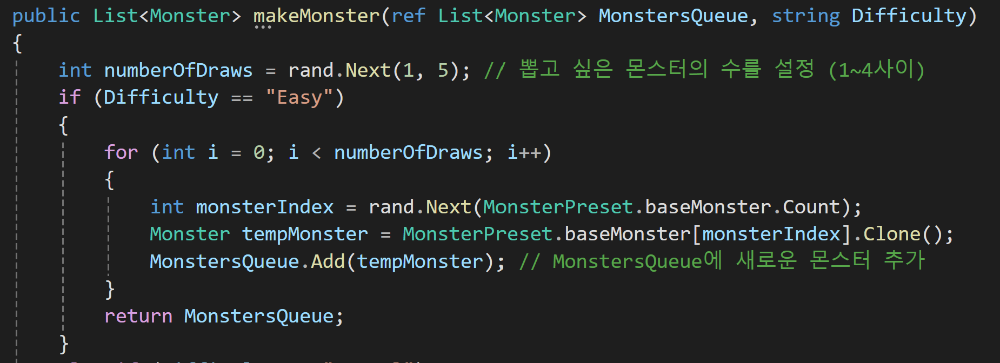 public List<Monster> makeMonster(ref List<Monster> MonstersQueue, string Difficulty)
{
int numberOfDraws = rand.Next(1, 5); // 뽑고 싶은 몬스터의 수를 설정 (1~4사이)
if (Difficulty == "Easy")
{
for (int i = 0; i < numberOfDraws; i++)
{
int monsterIndex = rand.Next(MonsterPreset.baseMonster.Count);
Monster tempMonster = MonsterPreset.baseMonster[monsterIndex].Clone();
MonstersQueue.Add(tempMonster); // MonstersQueue에 새로운 몬스터 추가
}
return MonstersQueue;
}